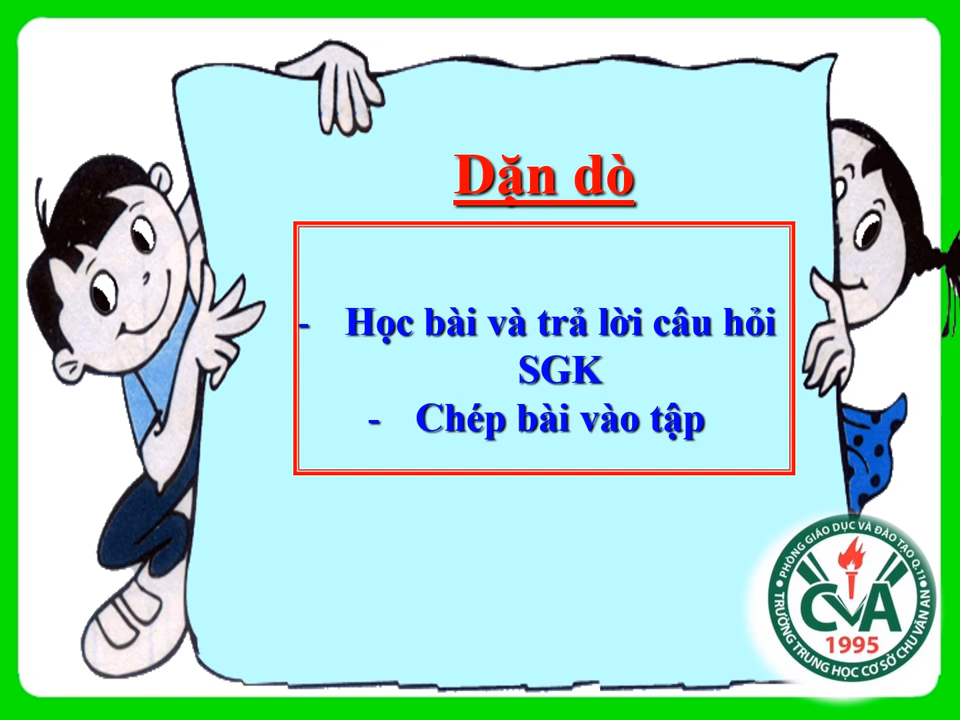 Dặn dò
- Học bài và trả lời câu hỏi
SGK
- Chép bài vào tập
PHÒNG GIÁO DỤC VÀ ĐÀO TẠO Q.11
CVA
1995
TRƯỜNG TRUNG HỌC CƠ SỞ CHU VĂN AN